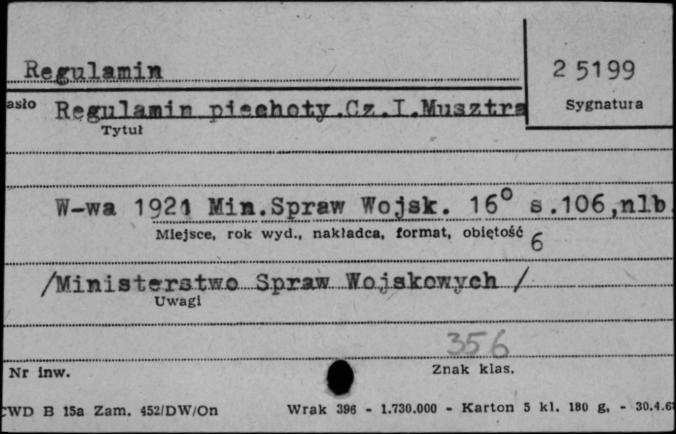 Regulamin
25199
asło
Regulamin piechoty.Cz.I.Musztra
Sygnatura
Tytuł
W-wa 1921 Min.Spraw Wojsk. 16° s.106,nlb.
Miejsce, rok wyd., nakładca, format, objętość
6
/Ministerstwo Spraw Wojskowych /
Uwagi
356
Nr inw.
Znak klas.
CWD B 15a Zam. 452/DW/On Wrak 396 - 1.730.000 - Karton 5 kl. 180 g. - 30.4.6